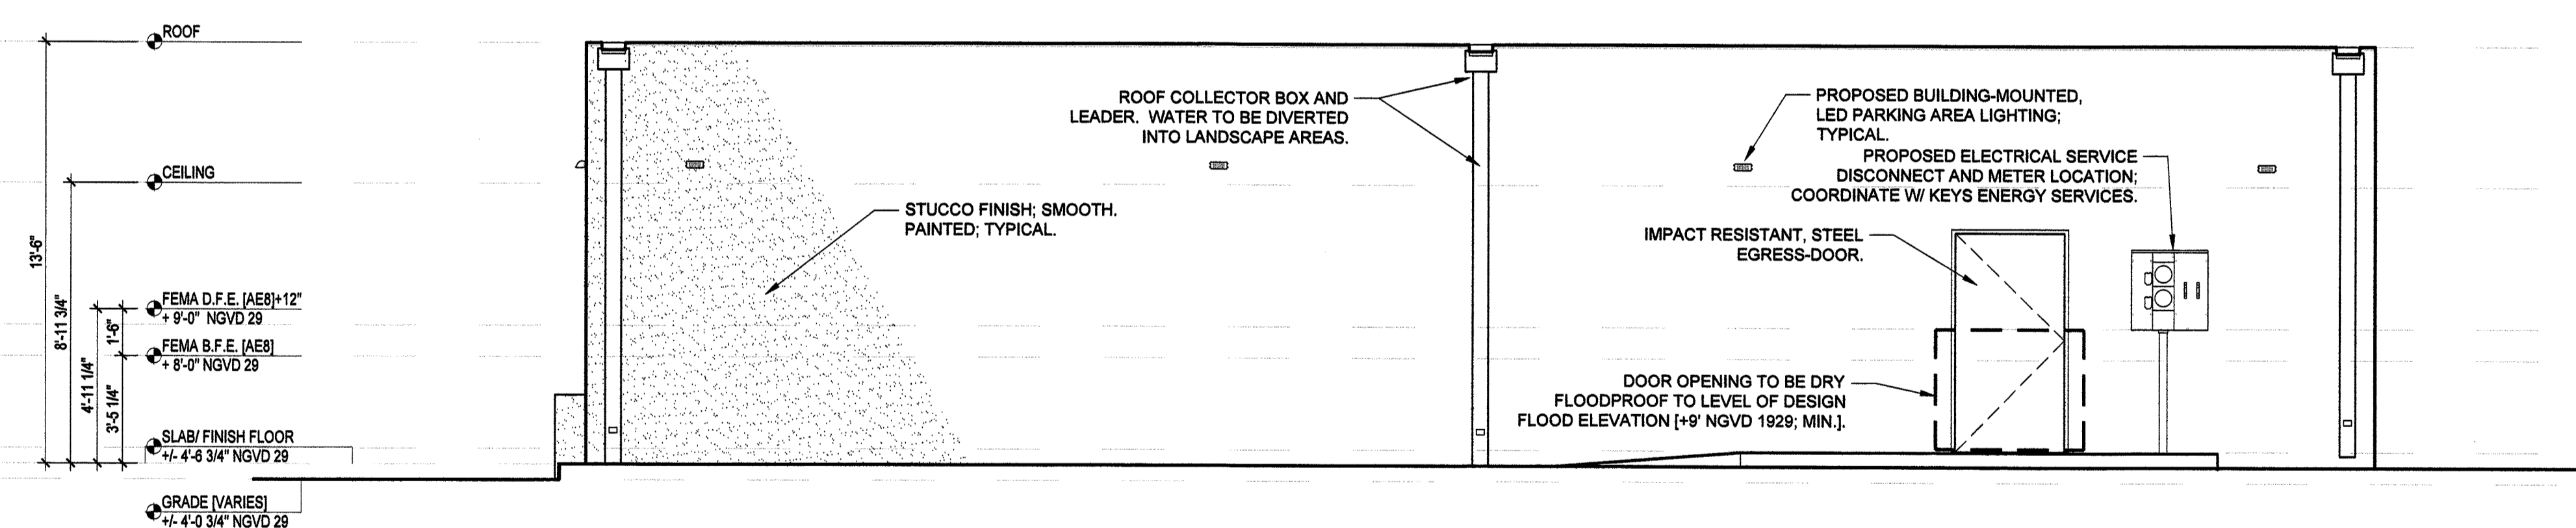 ROOF
CEILING
FEMA D.F.E. [AE8]+12"
+ 9'-0" NGVD 29
FEMA B.F.E. [AE8]
+ 8'-0" NGVD 29
SLAB/ FINISH FLOOR
+/- 4'-6 3/4" NGVD 29
GRADE [VARIES]
+/- 4'-0 3/4" NGVD 29
13'-6"
8'-11 3/4"
4'-11 1/4"
1'-6"
3'-5 1/4"
STUCCO FINISH; SMOOTH.
PAINTED; TYPICAL.
ROOF COLLECTOR BOX AND
LEADER. WATER TO BE DIVERTED
INTO LANDSCAPE AREAS.
PROPOSED BUILDING-MOUNTED,
LED PARKING AREA LIGHTING;
TYPICAL.
PROPOSED ELECTRICAL SERVICE
DISCONNECT AND METER LOCATION;
COORDINATE W/ KEYS ENERGY SERVICES.
IMPACT RESISTANT, STEEL
EGRESS-DOOR.
DOOR OPENING TO BE DRY
FLOODPROOF TO LEVEL OF DESIGN
FLOOD ELEVATION [+9' NGVD 1929; MIN.].